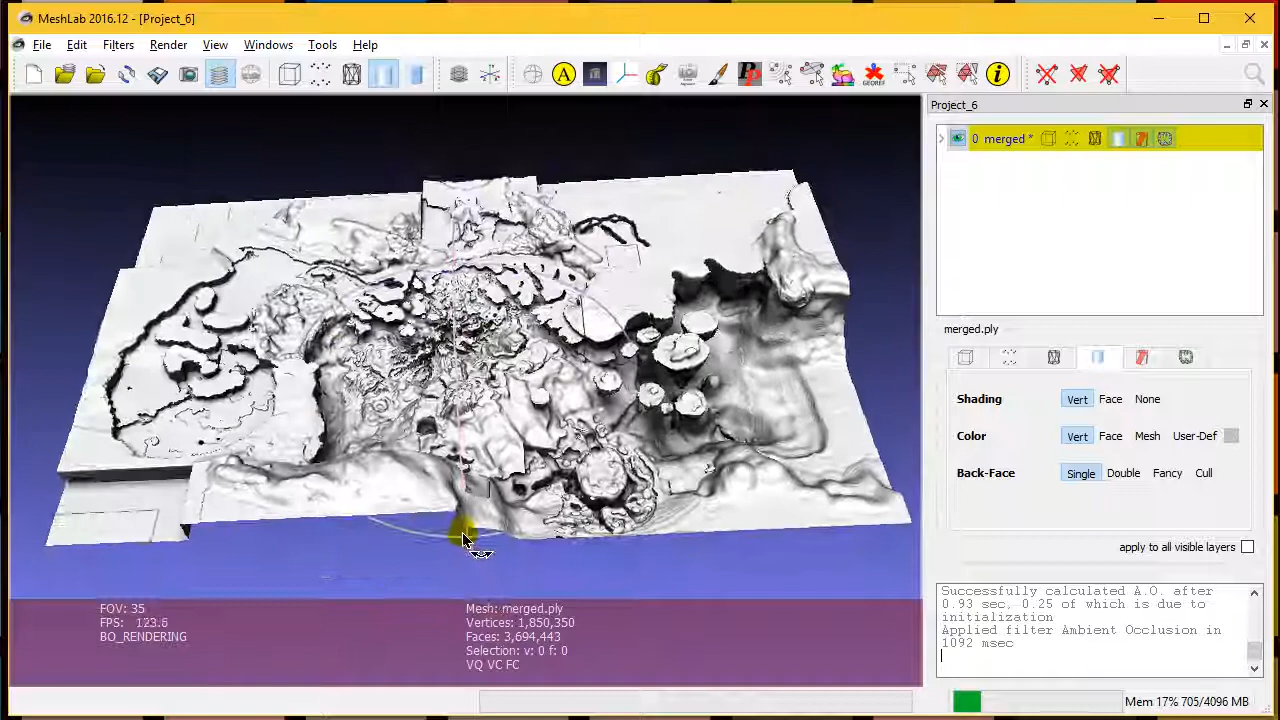 MeshLab 2016.12 - [Project_6]
File Edit Filters Render View Windows Tools Help
A Pp GEOREF i
Project_6
0 merged *
merged.ply
Shading Vert Face None
Color Vert Face Mesh User-Def
Back-Face Single Double Fancy Cull
apply to all visible layers
Successfully calculated A.O. after
0.93 sec, 0.25 of which is due to
initialization
Applied filter Ambient Occlusion in
1092 msec
FOV: 35
FPS: 123.6
BO_RENDERING
Mesh: merged.ply
Vertices: 1,850,350
Faces: 3,694,443
Selection: v: 0 f: 0
VQ VC FC
Mem 17% 705/4096 MB